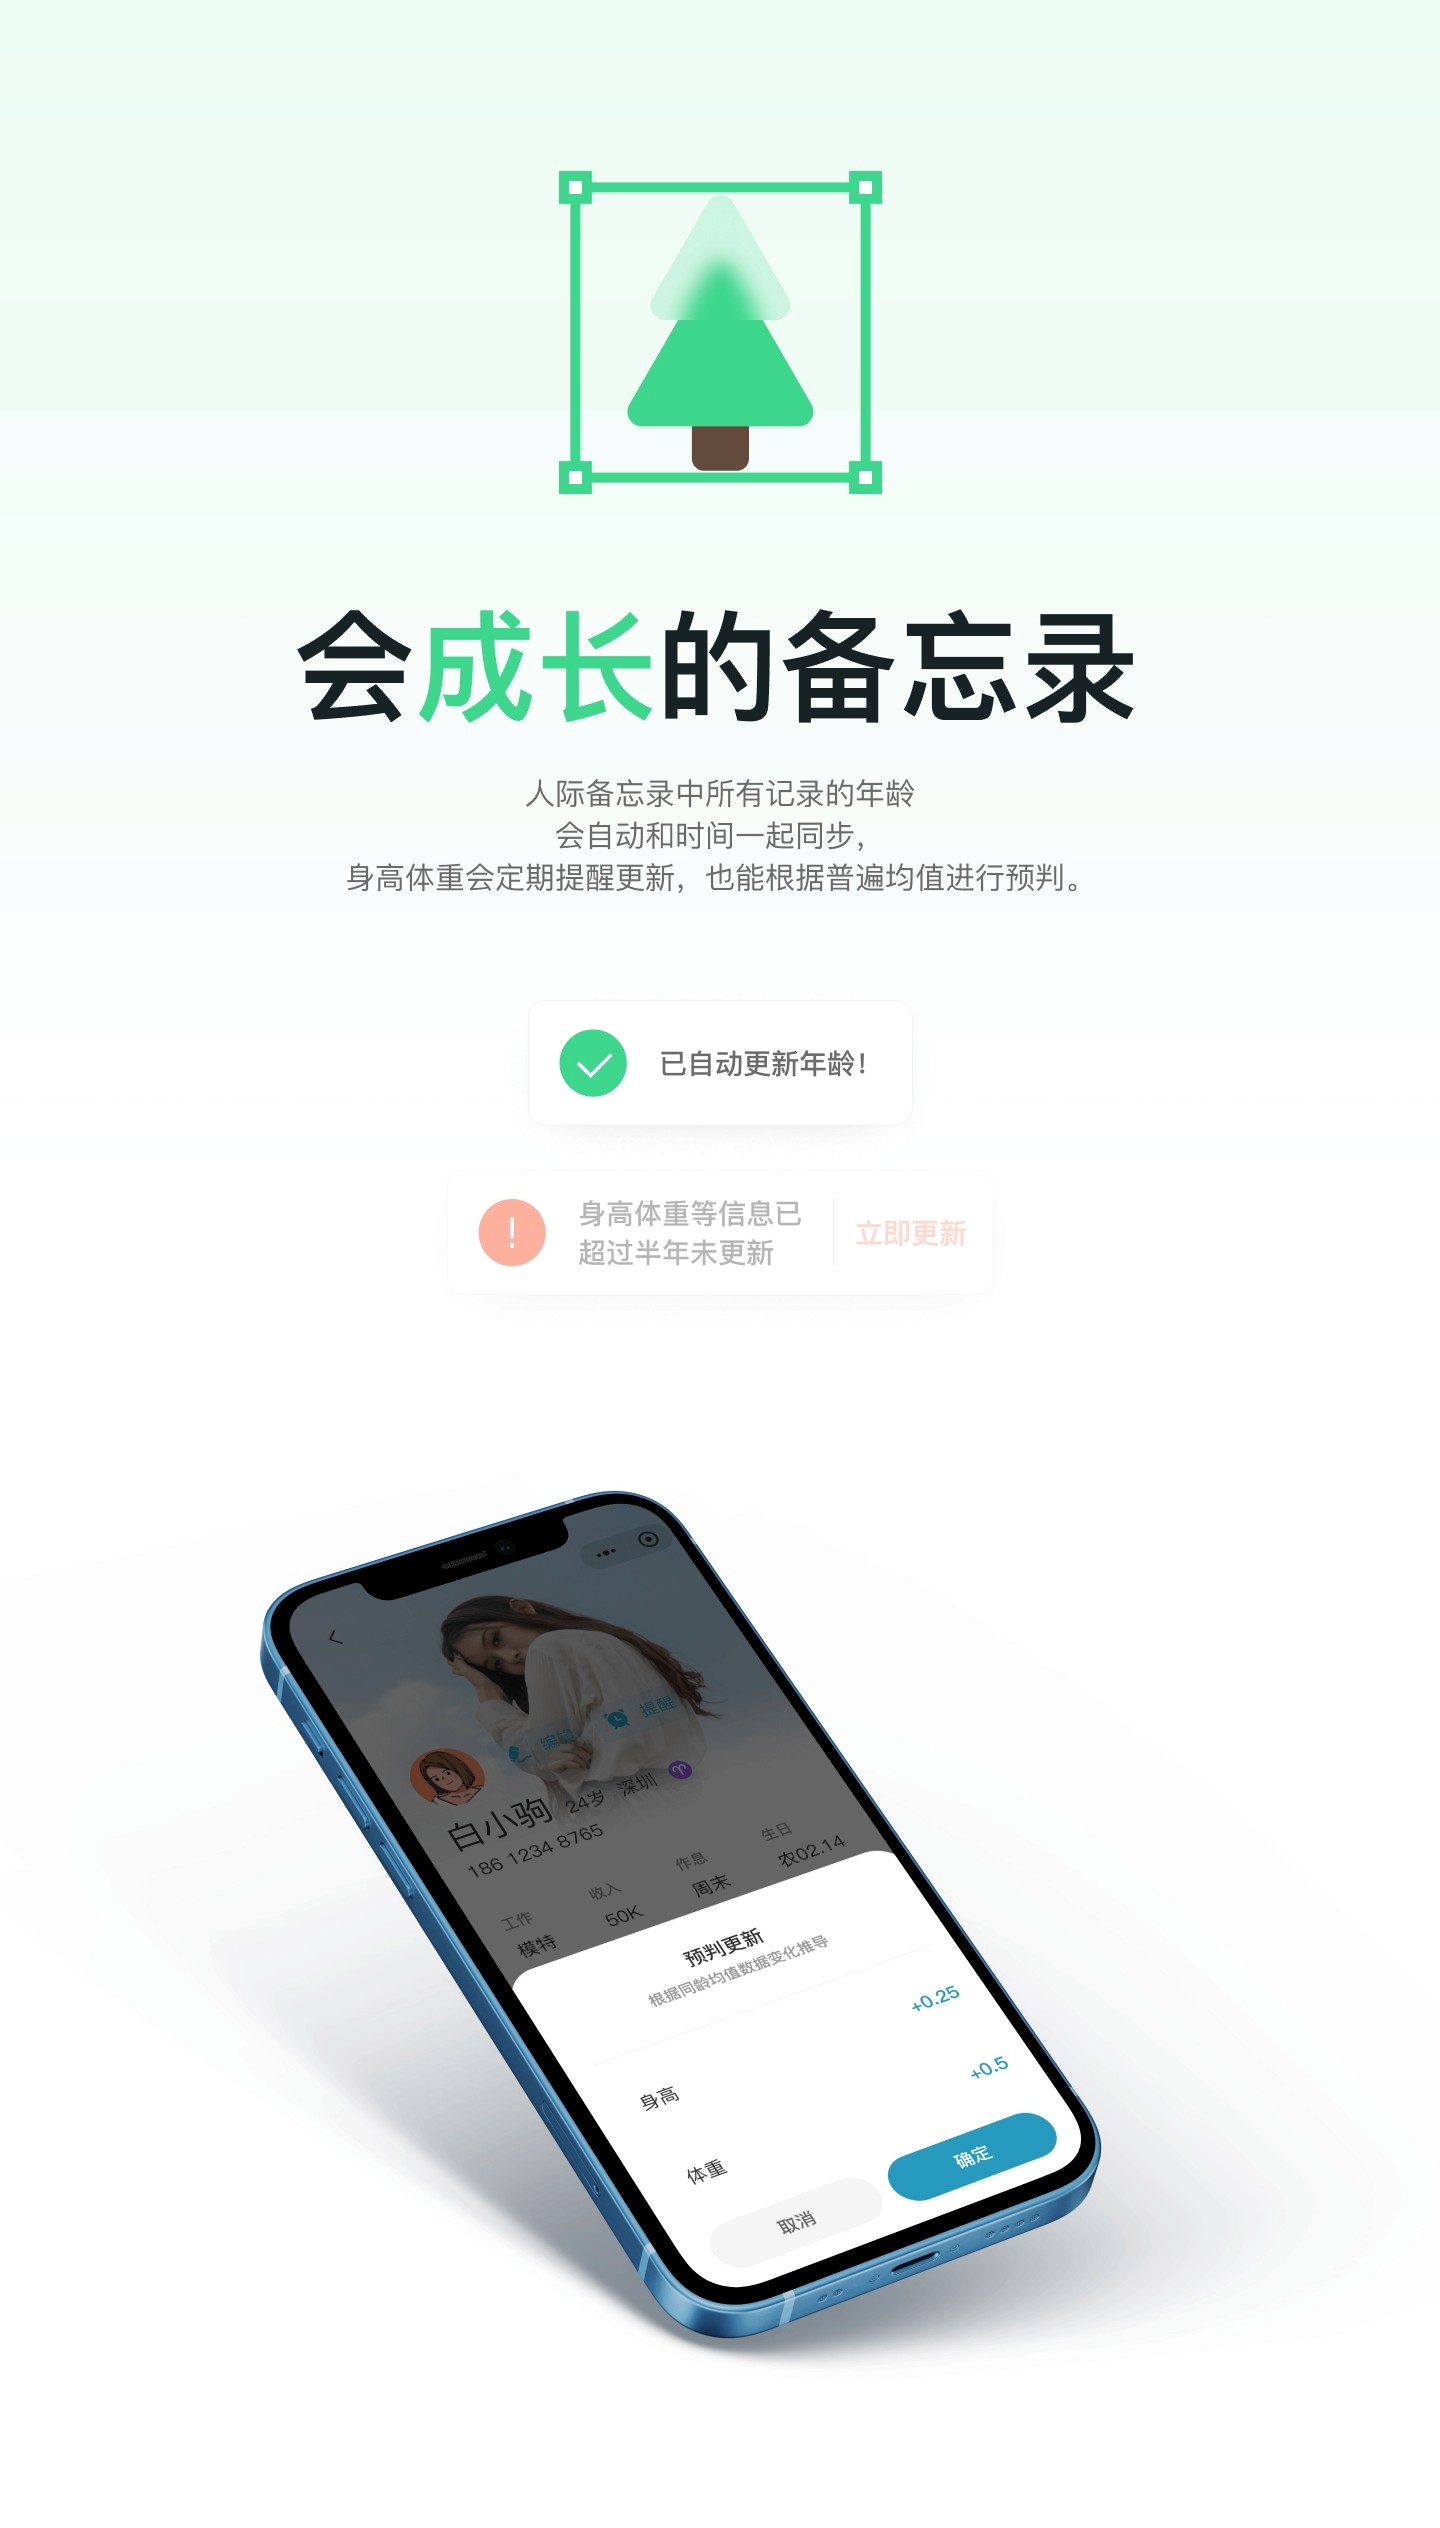 会成长的备忘录
人际备忘录中所有记录的年龄
会自动和时间一起同步，
身高体重会定期提醒更新，也能根据普遍均值进行预判。
已自动更新年龄！
身高体重等信息已
超过半年未更新
立即更新
编辑
提醒
白小驹 24岁 深圳
186 1234 8765
工作 收入 作息 生日
模特 50K 周末 农02.14
预判更新
根据同龄均值数据变化推导
身高 +0.25
体重 +0.5
取消 确定